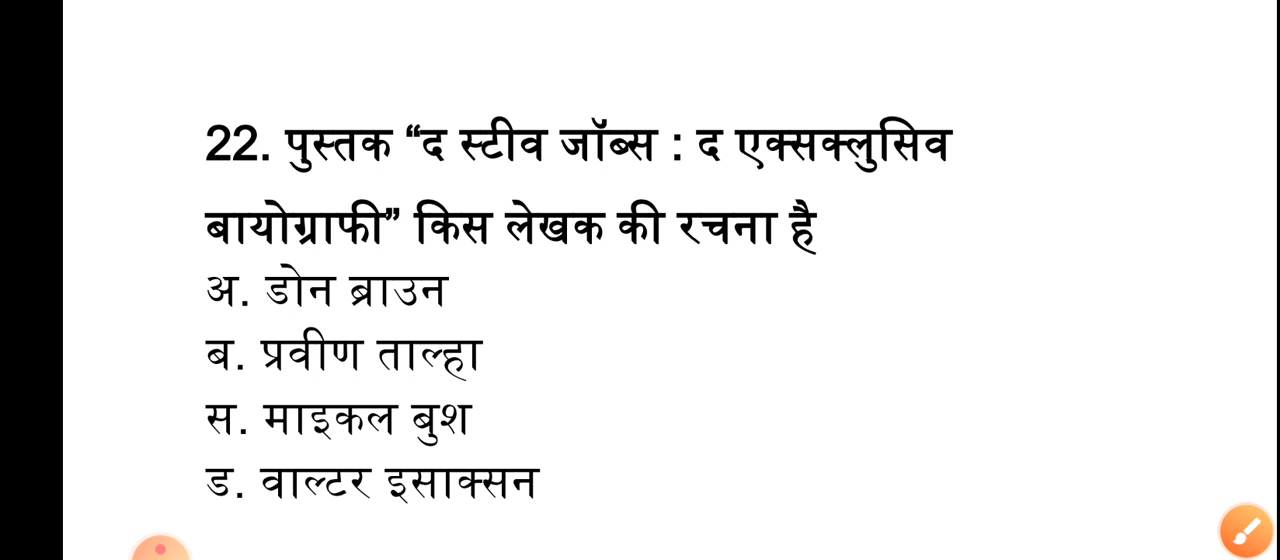 22. पुस्तक “द स्टीव जॉब्स : द एक्सक्लुसिव
बायोग्राफी” किस लेखक की रचना है
अ. डोन ब्राउन
ब. प्रवीण ताल्हा
स. माइकल बुश
ड. वाल्टर इसाक्सन